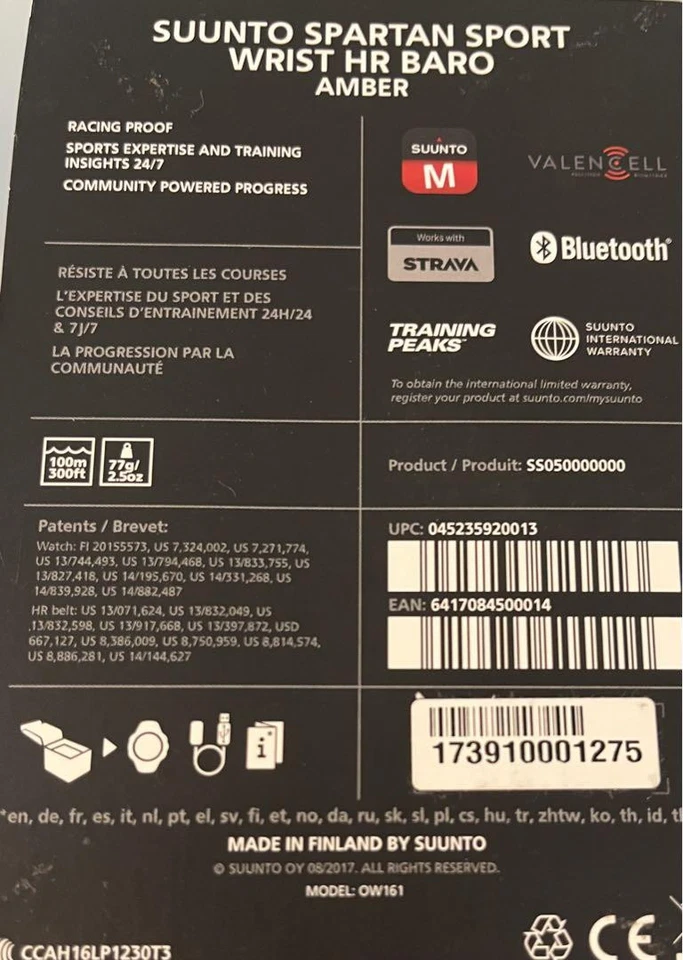 SUUNTO SPARTAN SPORT
WRIST HR BARO
AMBER
RACING PROOF
SPORTS EXPERTISE AND TRAINING
INSIGHTS 24/7
COMMUNITY POWERED PROGRESS
RÉSISTE À TOUTES LES COURSES
L'EXPERTISE DU SPORT ET DES
CONSEILS D'ENTRAINEMENT 24H/24
& 7J/7
LA PROGRESSION PAR LA
COMMUNAUTÉ
SUUNTO
M
VALENCELL
Works with
STRAVA
Bluetooth®
TRAINING
PEAKS™
SUUNTO
INTERNATIONAL
WARRANTY
To obtain the international limited warranty,
register your product at suunto.com/mysuunto
100m
300ft
77g/
2.5oz
Product / Produit: SS050000000
Patents / Brevet:
Watch: FI 20155573, US 7,324,002, US 7,271,774,
US 13/744,493, US 13/794,468, US 13/833,755, US
13/827,418, US 14/195,670, US 14/331,268, US
14/839,928, US 14/882,487
HR belt: US 13/071,624, US 13/832,049, US
13/832,598, US 13/917,668, US 13/397,872, USD
667,127, US 8,386,009, US 8,750,959, US 8,814,574,
US 8,886,281, US 14/144,627
UPC: 045235920013
EAN: 6417084500014
i
173910001275
*en, de, fr, es, it, nl, pt, el, sv, fi, et, no, da, ru, sk, sl, pl, cs, hu, tr, zhtw, ko, th, id,
MADE IN FINLAND BY SUUNTO
© SUUNTO OY 08/2017. ALL RIGHTS RESERVED.
MODEL: OW161
CCAH16LP1230T3
CE